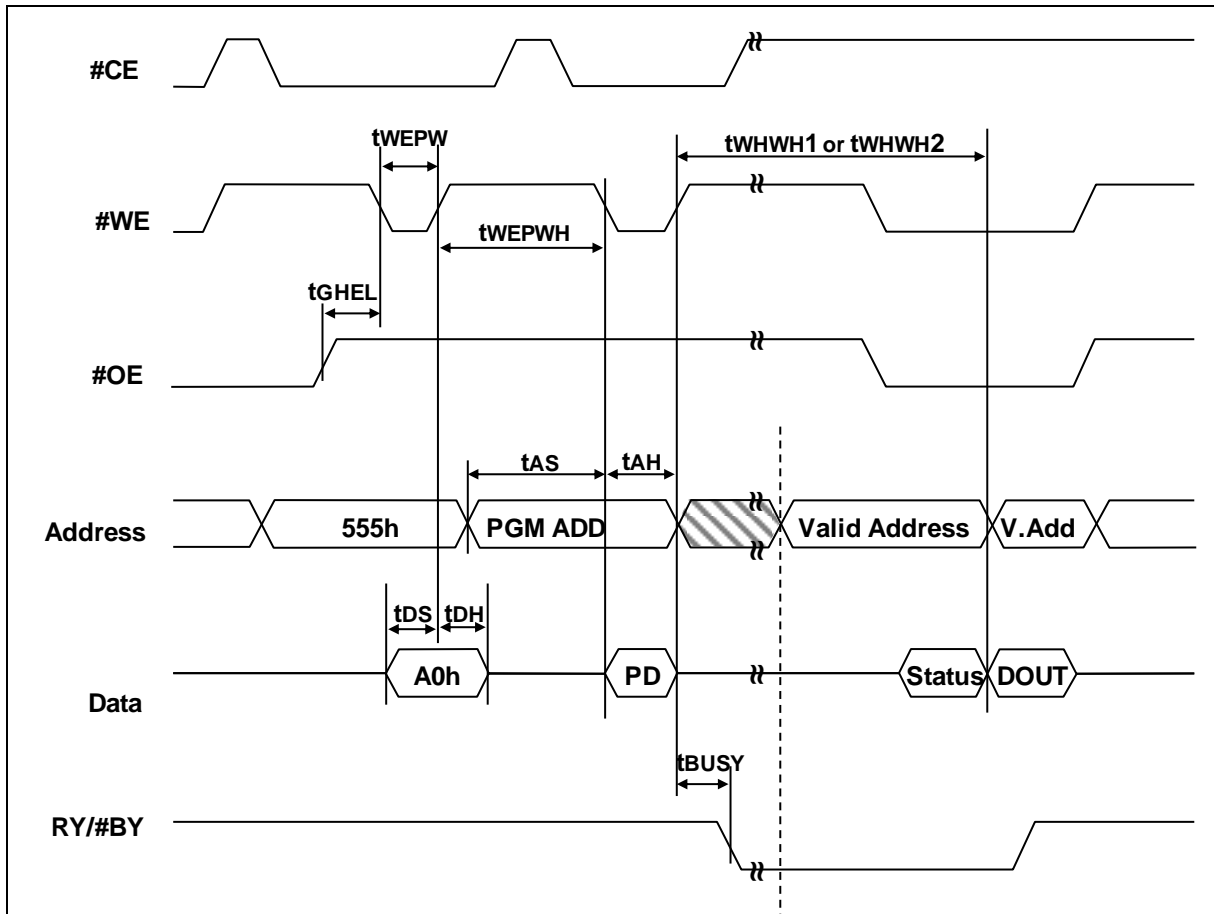 #CE
tWEPW
tWHWH1 or tWHWH2
#WE
tWEPWH
tGHEL
#OE
tAS
tAH
Address
555h
PGM ADD
Valid Address
V.Add
tDS
tDH
A0h
PD
Status
DOUT
Data
tBUSY
RY/#BY